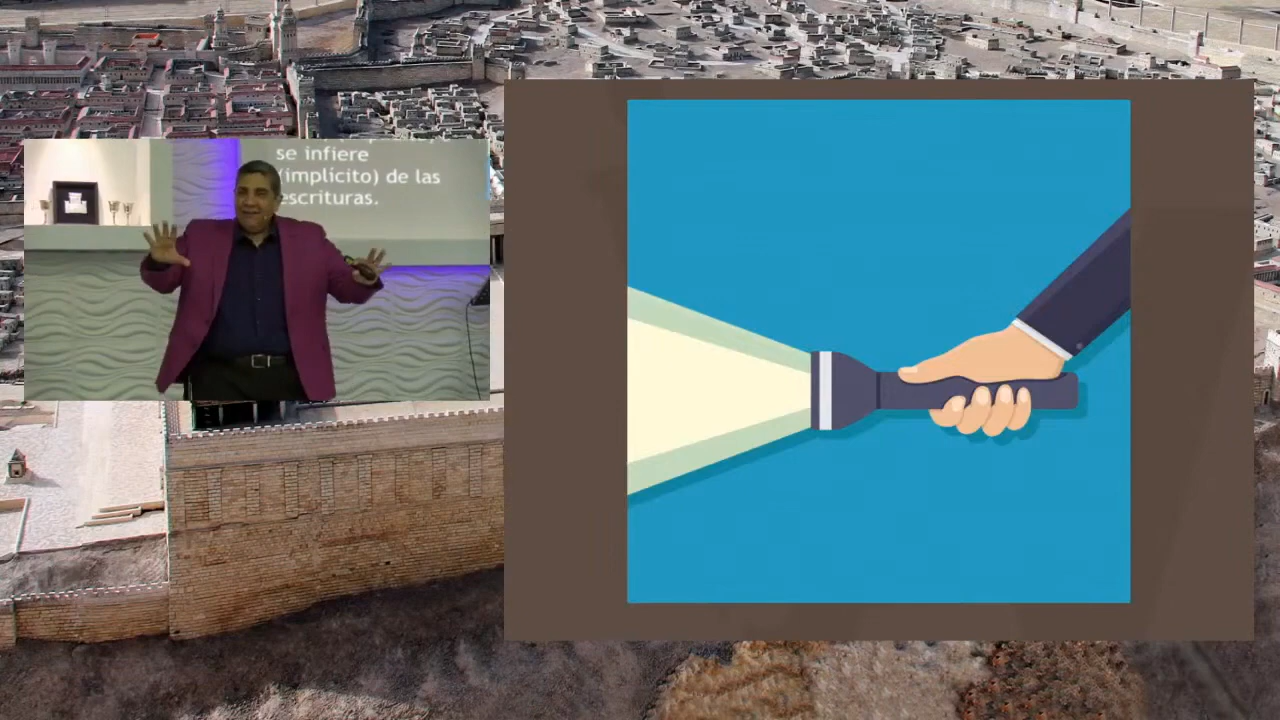 se infiere
(implícito) de las
escrituras.